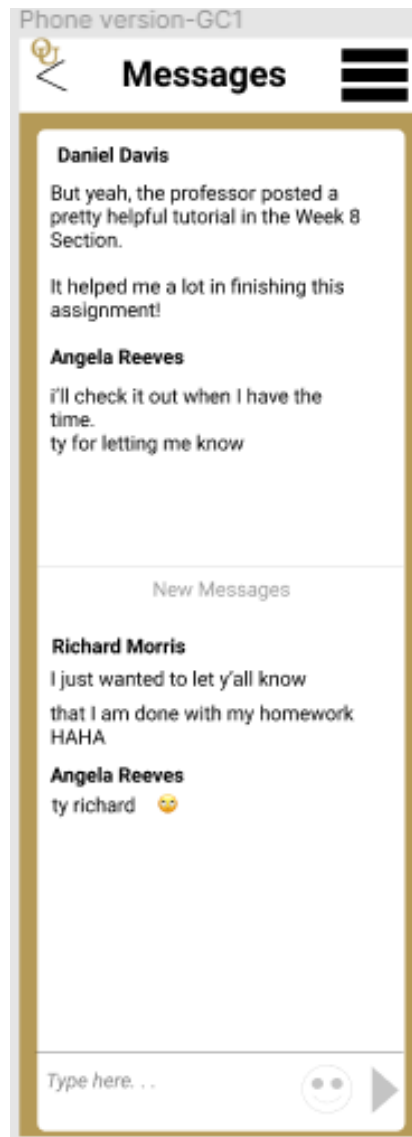 Phone version-GC1
OU
< Messages
Daniel Davis
But yeah, the professor posted a
pretty helpful tutorial in the Week 8
Section.
It helped me a lot in finishing this
assignment!
Angela Reeves
i'll check it out when I have the
time.
ty for letting me know
New Messages
Richard Morris
I just wanted to let y'all know
that I am done with my homework
HAHA
Angela Reeves
ty richard 😁
Type here. . .